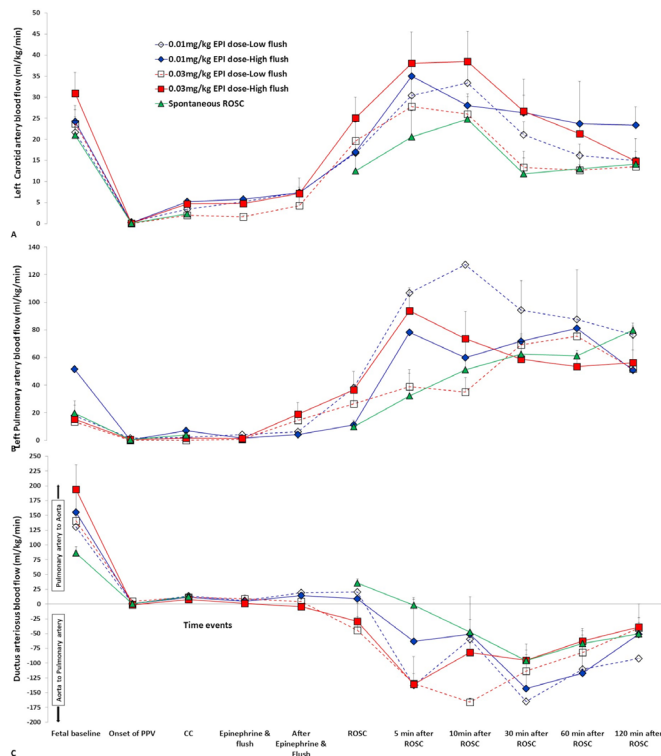 Left Carotid artery blood flow (ml/kg/min)
45
40
35
30
25
20
15
10
5
0
0.01mg/kg EPI dose-Low flush
0.01mg/kg EPI dose-High flush
0.03mg/kg EPI dose-Low flush
0.03mg/kg EPI dose-High flush
Spontaneous ROSC
A
Left Pulmonary artery blood flow (ml/kg/min)
140
120
100
80
60
40
20
0
B
Ductus arteriosus blood flow (ml/kg/min)
250
225
200
175
150
125
100
75
50
25
0
-25
-50
-75
-100
-125
-150
-175
-200
Pulmonary artery to Aorta
Aorta to Pulmonary artery
Time events
Fetal baseline
Onset of PPV
CC
Epinephrine & flush
After
Epinephrine &
Flush
ROSC
5 min after
ROSC
10min after
ROSC
30 min after
ROSC
60 min after
ROSC
120 min after
ROSC
C